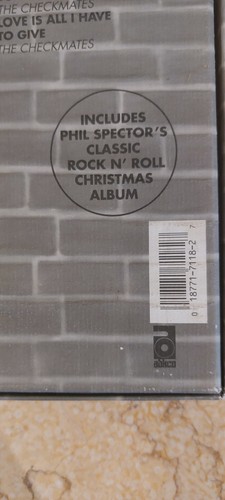 THE CHECKMATES
LOVE IS ALL I HAVE
TO GIVE
THE CHECKMATES
INCLUDES
PHIL SPECTOR'S
CLASSIC
ROCK N' ROLL
CHRISTMAS
ALBUM
0 18771-7118-2 7